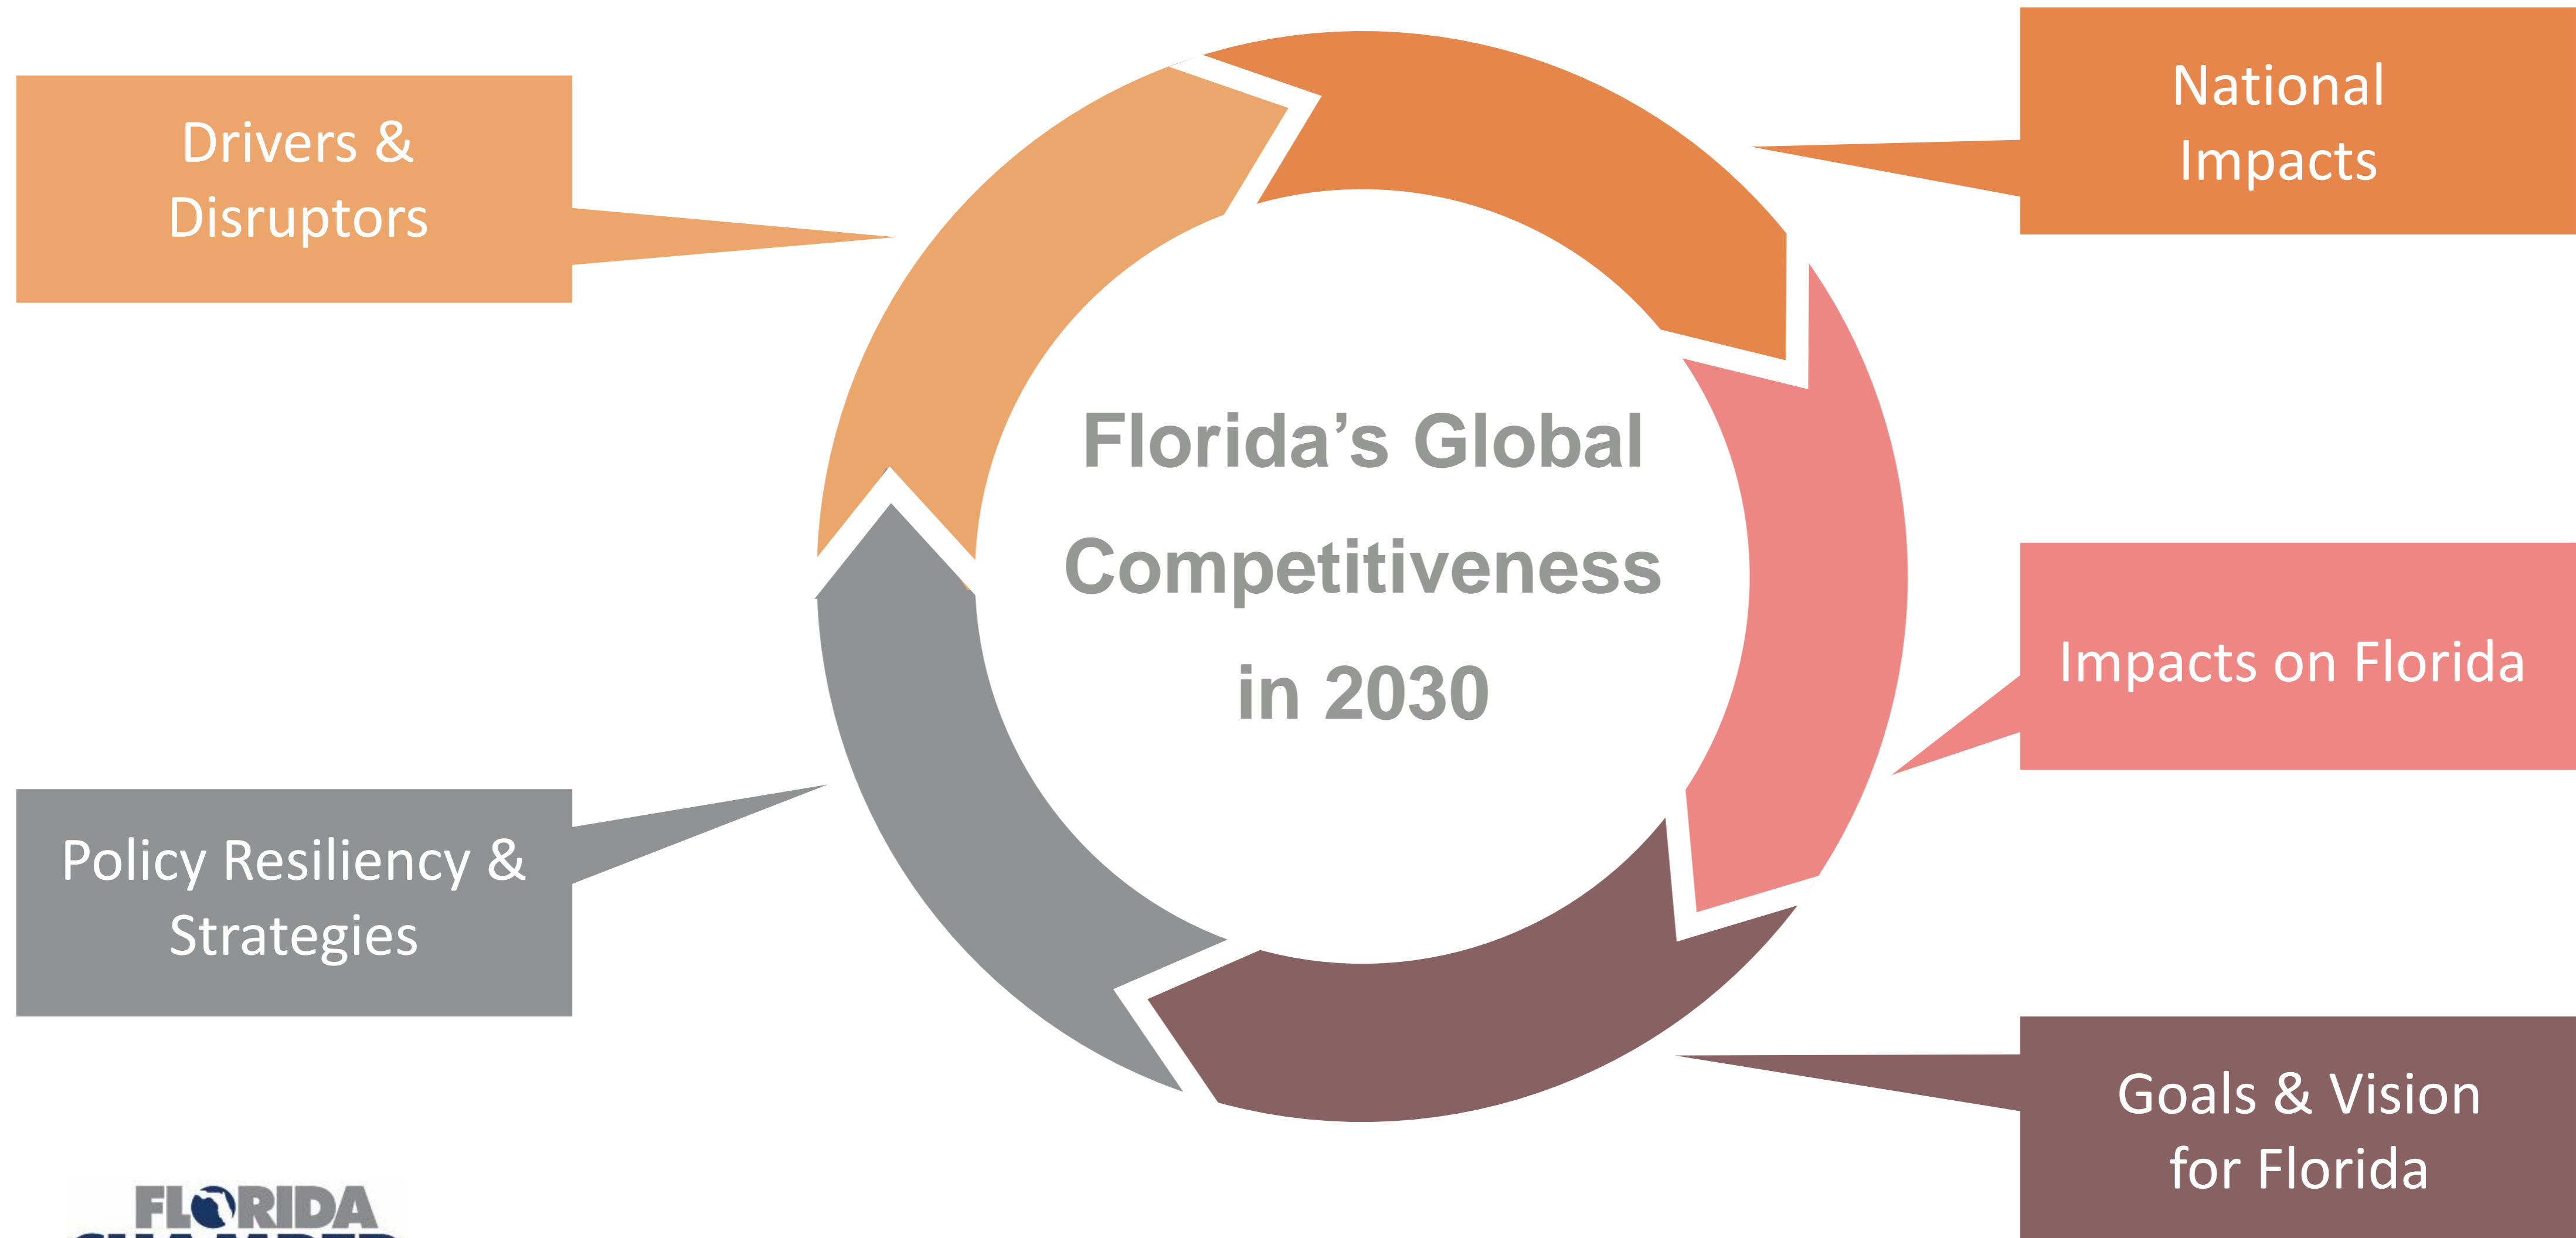 Drivers &
Disruptors
National
Impacts
Florida’s Global
Competitiveness
in 2030
Impacts on Florida
Policy Resiliency &
Strategies
Goals & Vision
for Florida
FLORIDA